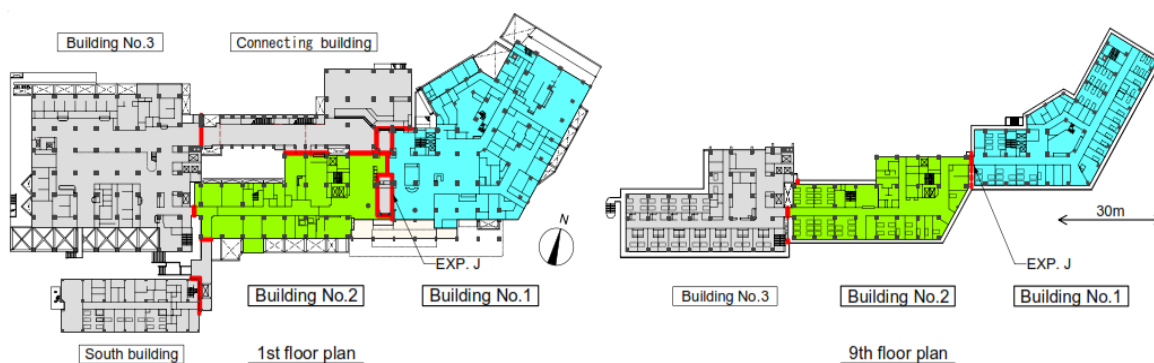 Building No.3
Connecting building
N
EXP. J
Building No.2
Building No.1
South building
1st floor plan
30m
EXP. J
Building No.3
Building No.2
Building No.1
9th floor plan